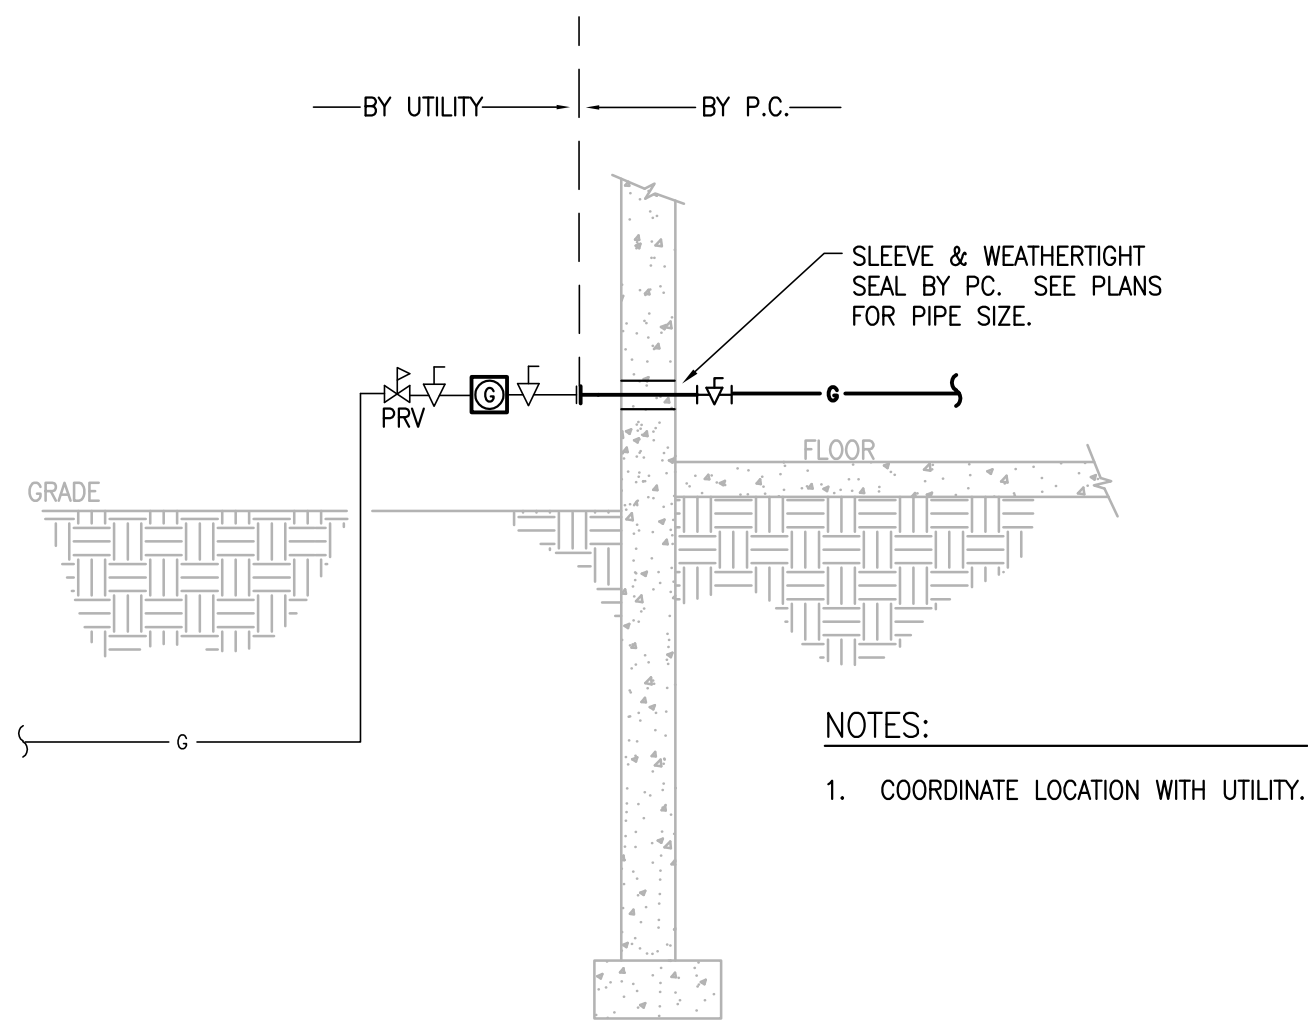 BY UTILITY
BY P.C.
SLEEVE & WEATHERTIGHT
SEAL BY PC. SEE PLANS
FOR PIPE SIZE.
G
G
PRV
FLOOR
GRADE
NOTES:
G
1. COORDINATE LOCATION WITH UTILITY.